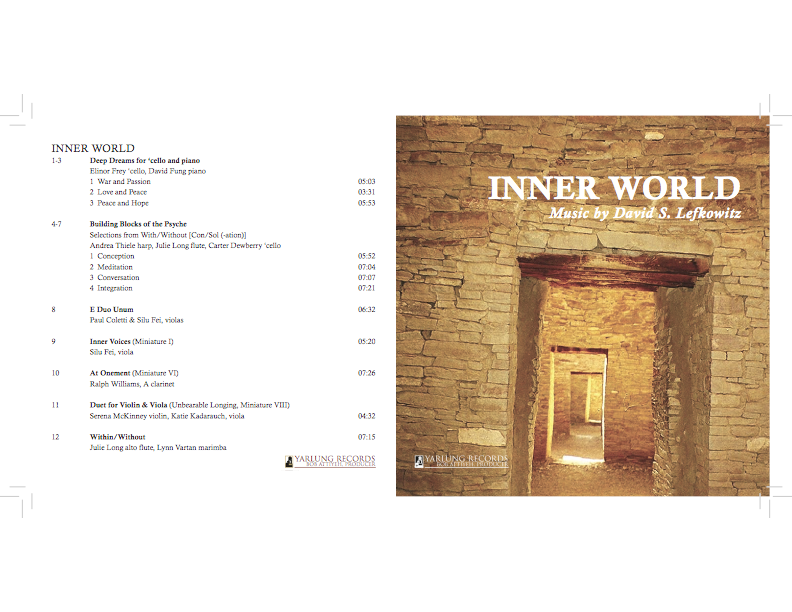 INNER WORLD
1-3 Deep Dreams for ‘cello and piano
Elinor Frey ‘cello, David Fung piano
1 War and Passion 05:03
2 Love and Peace 03:31
3 Peace and Hope 05:53
4-7 Building Blocks of the Psyche
Selections from With/Without [Con/Sol (-ation)]
Andrea Thiele harp, Julie Long flute, Carter Dewberry ‘cello
1 Conception 05:52
2 Meditation 07:04
3 Conversation 07:07
4 Integration 07:21
8 E Duo Unum 06:32
Paul Coletti & Silu Fei, violas
9 Inner Voices (Miniature I) 05:20
Silu Fei, viola
10 At Onement (Miniature VI) 07:26
Ralph Williams, A clarinet
11 Duet for Violin & Viola (Unbearable Longing, Miniature VIII)
Serena McKinney violin, Katie Kadarauch, viola 04:32
12 Within/Without 07:15
Julie Long alto flute, Lynn Vartan marimba
YARLUNG RECORDS
BOB ATTIYEH, PRODUCER
INNER WORLD
Music by David S. Lefkowitz
YARLUNG RECORDS
BOB ATTIYEH, PRODUCER